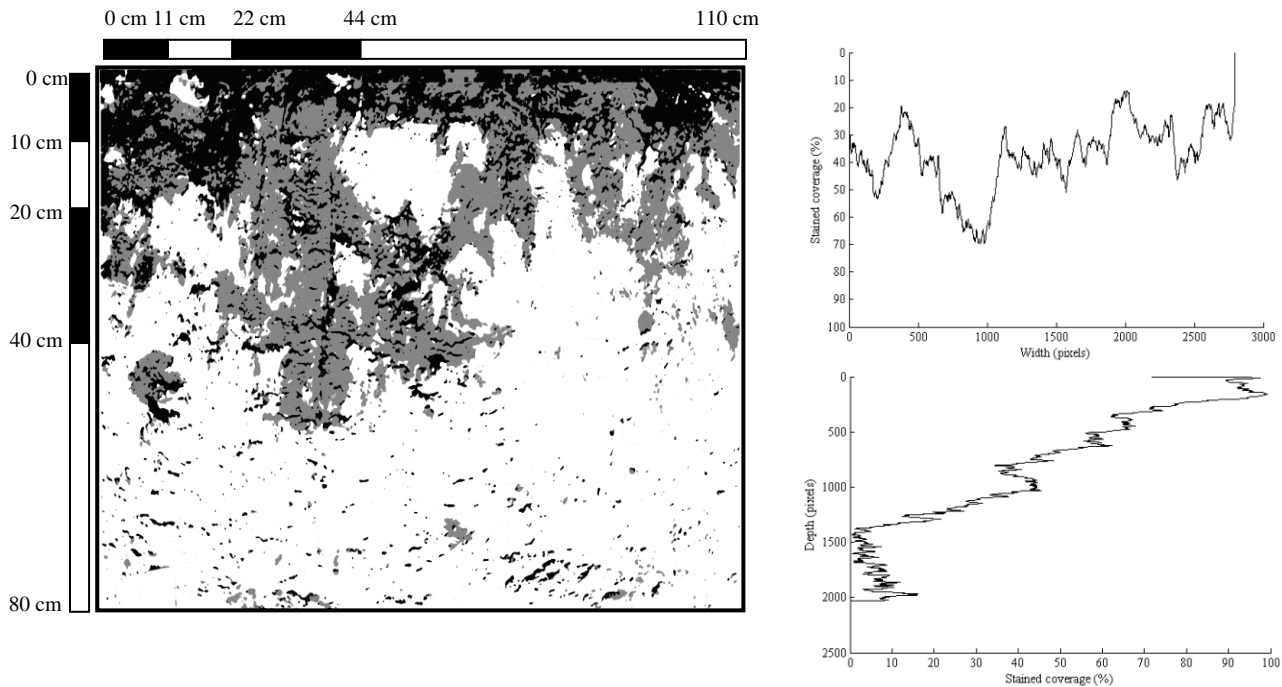 0 cm 11 cm 22 cm 44 cm 110 cm
0 cm
10 cm
20 cm
40 cm
80 cm
0
10
20
30
40
50
60
70
80
90
100
Stained coverage (%)
0 500 1000 1500 2000 2500 3000
Width (pixels)
0
500
1000
1500
2000
2500
Depth (pixels)
0 10 20 30 40 50 60 70 80 90 100
Stained coverage (%)